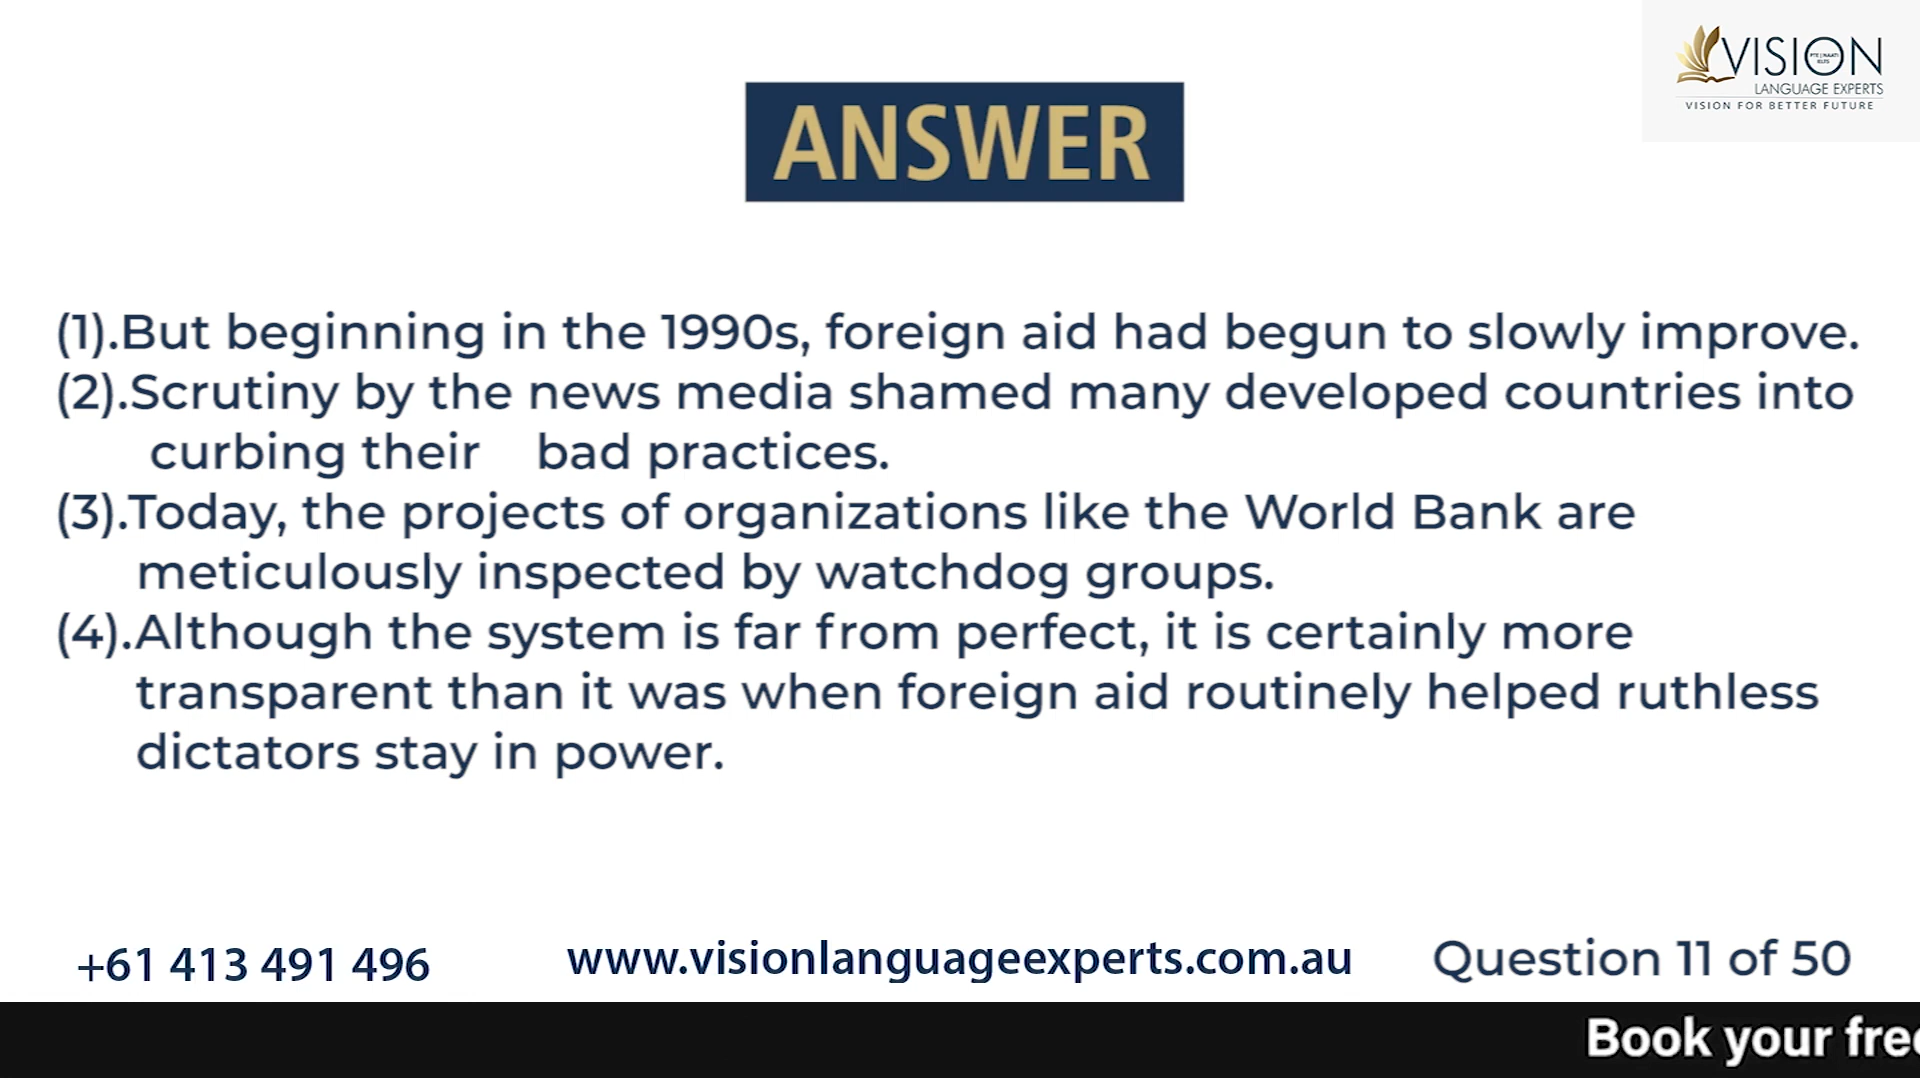 VISION
LANGUAGE EXPERTS
VISION FOR BETTER FUTURE
ANSWER
(1).But beginning in the 1990s, foreign aid had begun to slowly improve.
(2).Scrutiny by the news media shamed many developed countries into
curbing their bad practices.
(3).Today, the projects of organizations like the World Bank are
meticulously inspected by watchdog groups.
(4).Although the system is far from perfect, it is certainly more
transparent than it was when foreign aid routinely helped ruthless
dictators stay in power.
+61 413 491 496
www.visionlanguageexperts.com.au
Question 11 of 50
Book your free